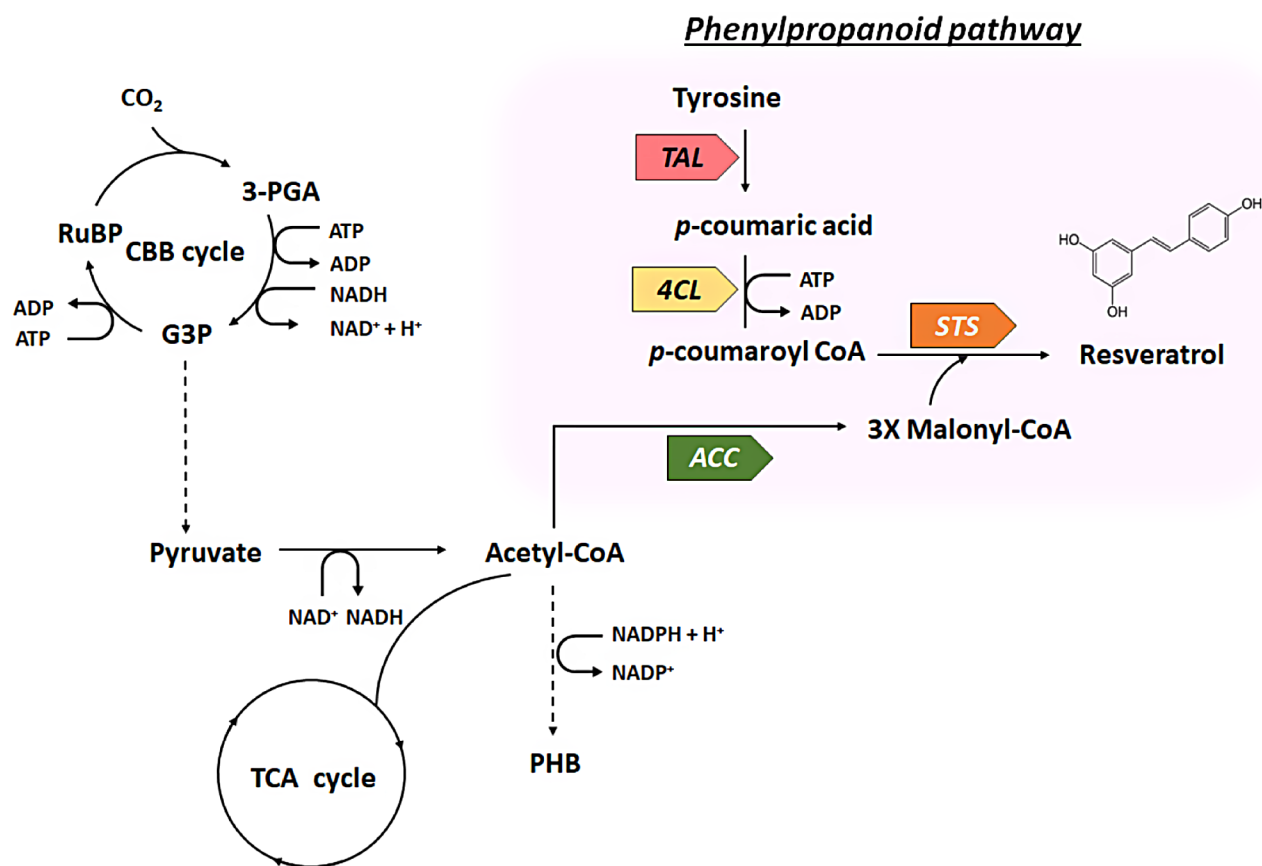 Phenylpropanoid pathway
CO₂
3-PGA
RuBP
CBB cycle
ATP
ADP
NADH
NAD⁺ + H⁺
ADP
ATP
G3P
Tyrosine
TAL
p-coumaric acid
4CL
ATP
ADP
p-coumaroyl CoA
STS
Resveratrol
HO
OH
OH
3X Malonyl-CoA
ACC
Pyruvate
NAD⁺ NADH
Acetyl-CoA
NADPH + H⁺
NADP⁺
PHB
TCA cycle